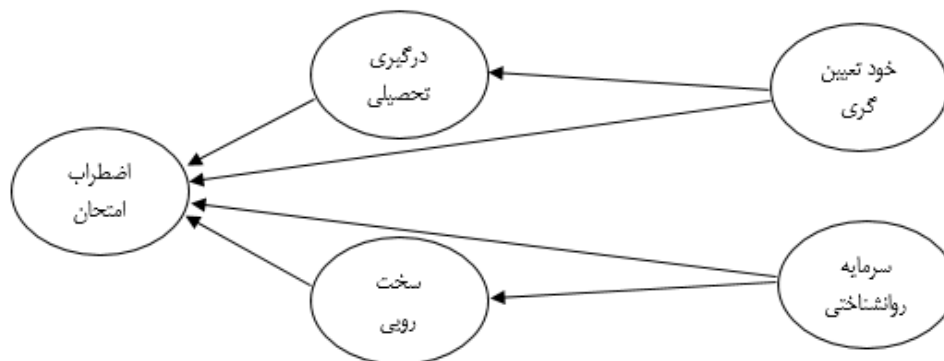 خود تعیین
گری
درگیری
تحصیلی
اضطراب
امتحان
سرمایه
روانشناختی
سخت
رویی